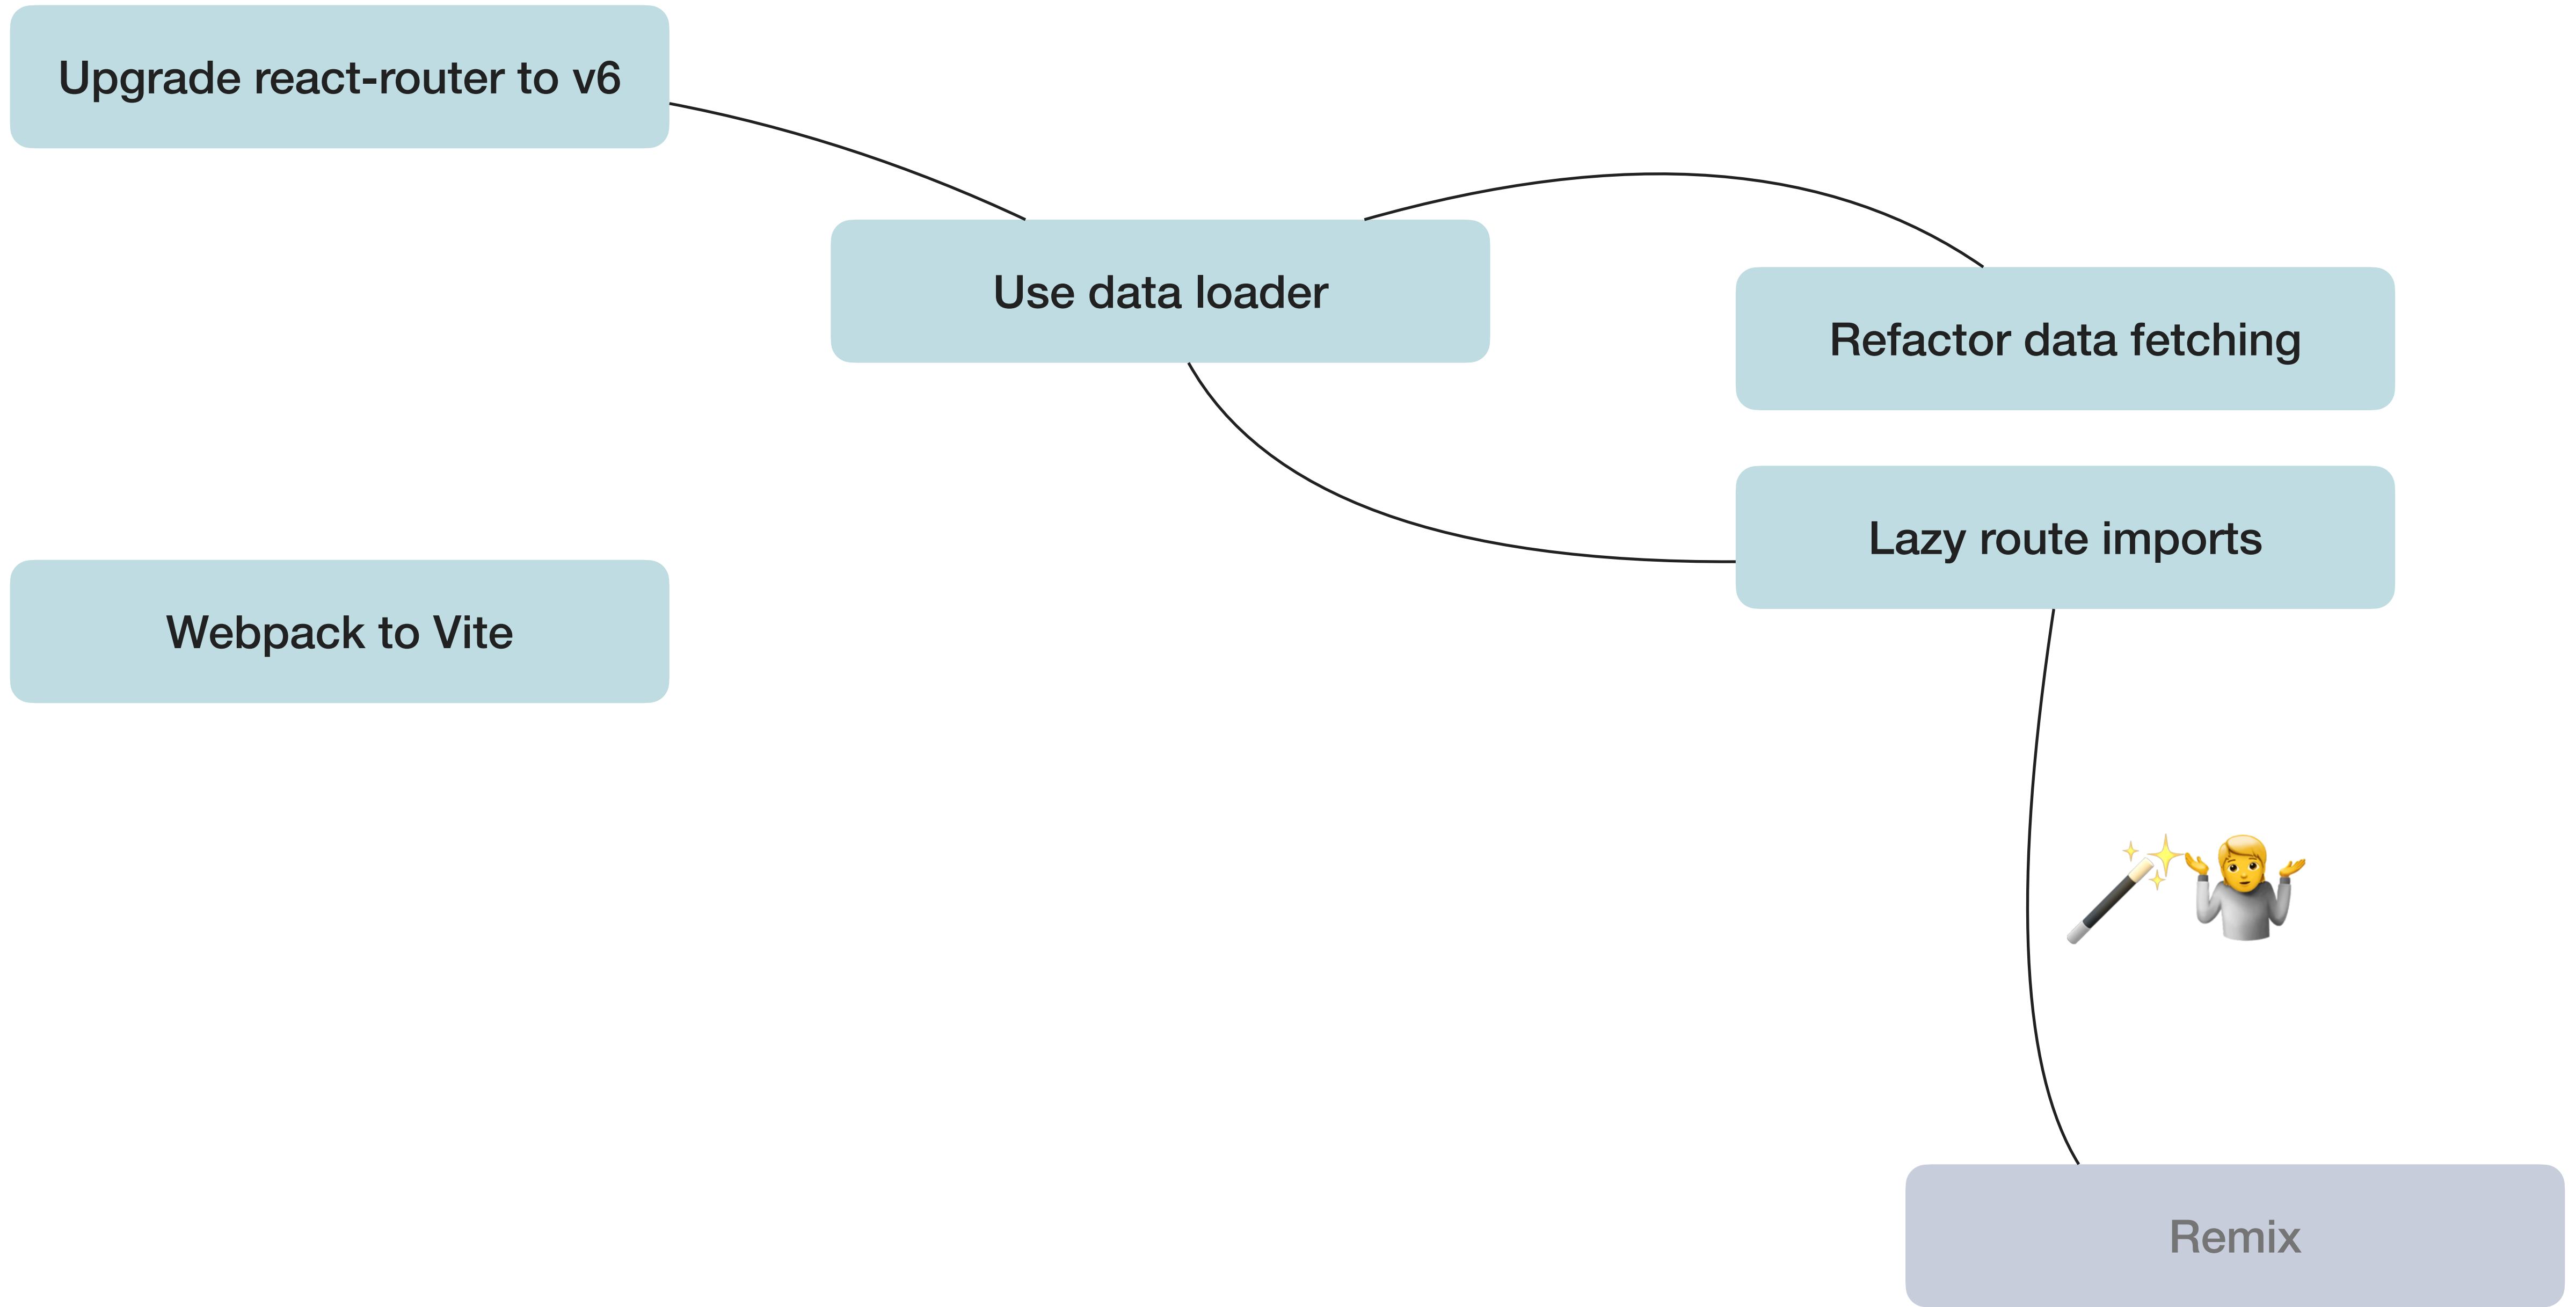 Upgrade react-router to v6
Use data loader
Refactor data fetching
Lazy route imports
Webpack to Vite
Remix